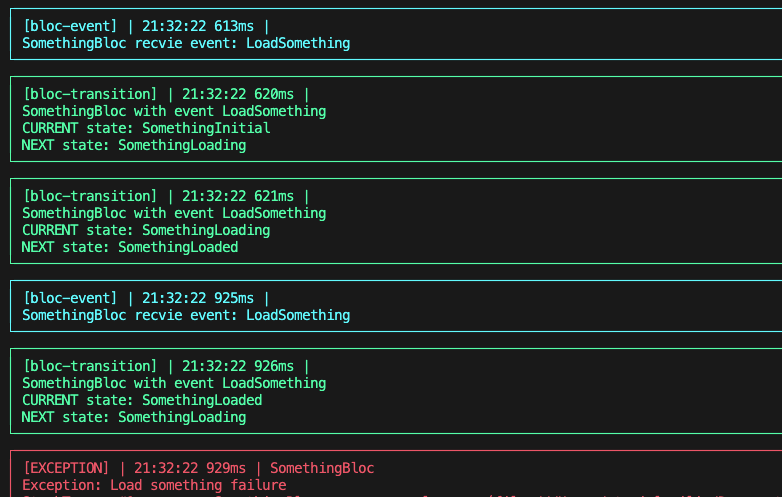 [bloc-event] | 21:32:22 613ms |
SomethingBloc recvie event: LoadSomething
[bloc-transition] | 21:32:22 620ms |
SomethingBloc with event LoadSomething
CURRENT state: SomethingInitial
NEXT state: SomethingLoading
[bloc-transition] | 21:32:22 621ms |
SomethingBloc with event LoadSomething
CURRENT state: SomethingLoading
NEXT state: SomethingLoaded
[bloc-event] | 21:32:22 925ms |
SomethingBloc recvie event: LoadSomething
[bloc-transition] | 21:32:22 926ms |
SomethingBloc with event LoadSomething
CURRENT state: SomethingLoaded
NEXT state: SomethingLoading
[EXCEPTION] | 21:32:22 929ms | SomethingBloc
Exception: Load something failure